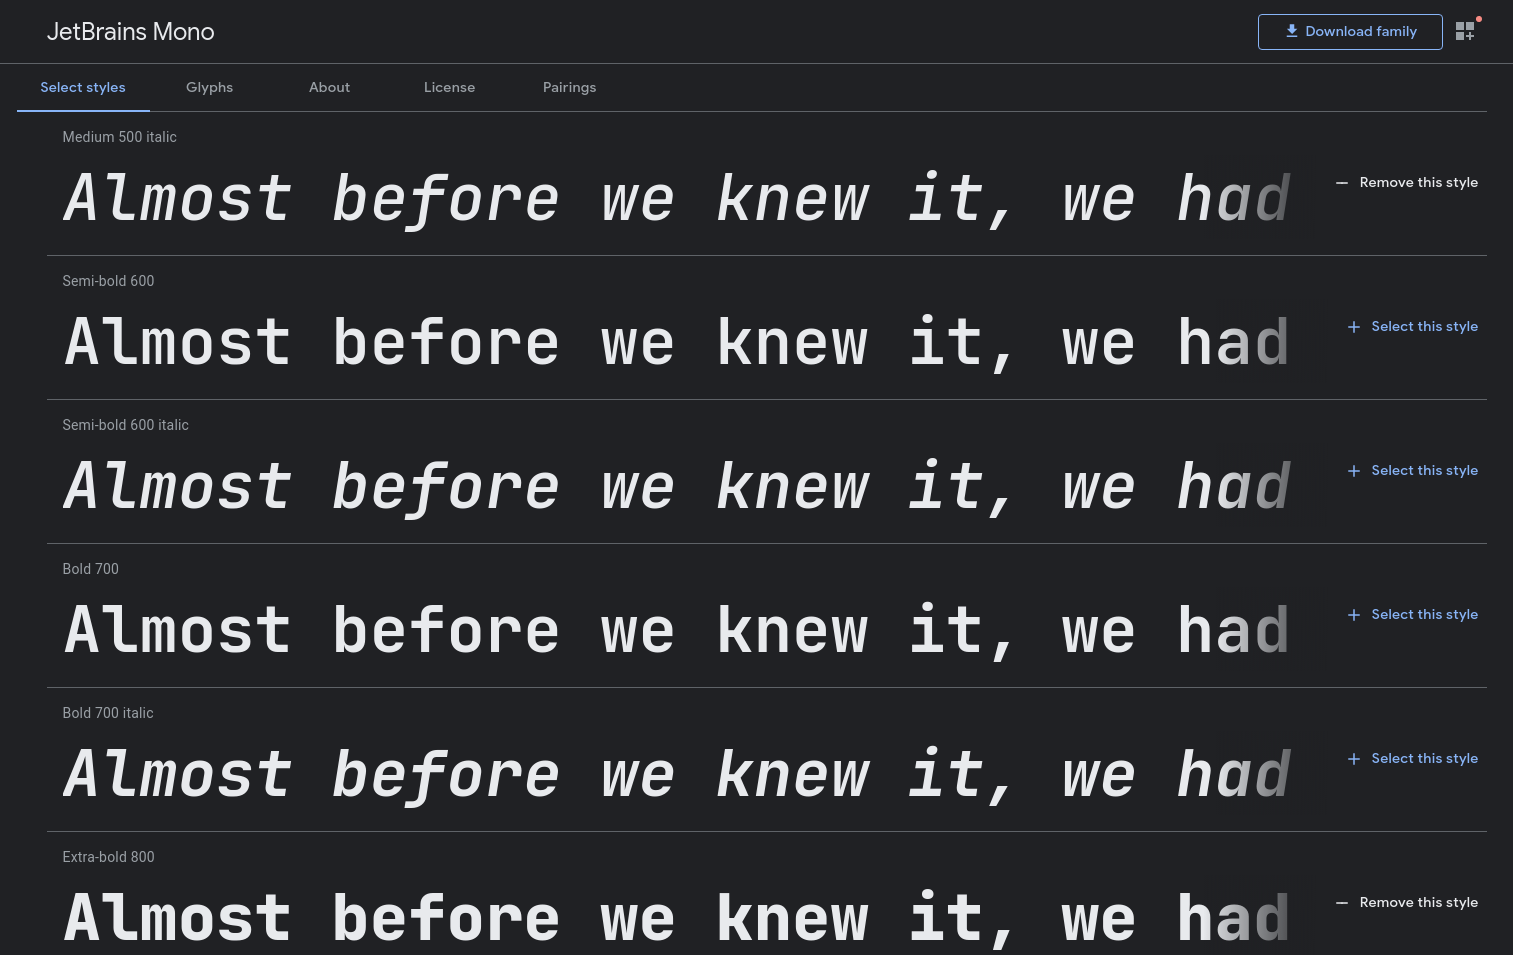 JetBrains Mono
Download family
Select styles Glyphs About License Pairings
Medium 500 italic
Almost before we knew it, we had
Remove this style
Semi-bold 600
Almost before we knew it, we had
Select this style
Semi-bold 600 italic
Almost before we knew it, we had
Select this style
Bold 700
Almost before we knew it, we had
Select this style
Bold 700 italic
Almost before we knew it, we had
Select this style
Extra-bold 800
Almost before we knew it, we had
Remove this style